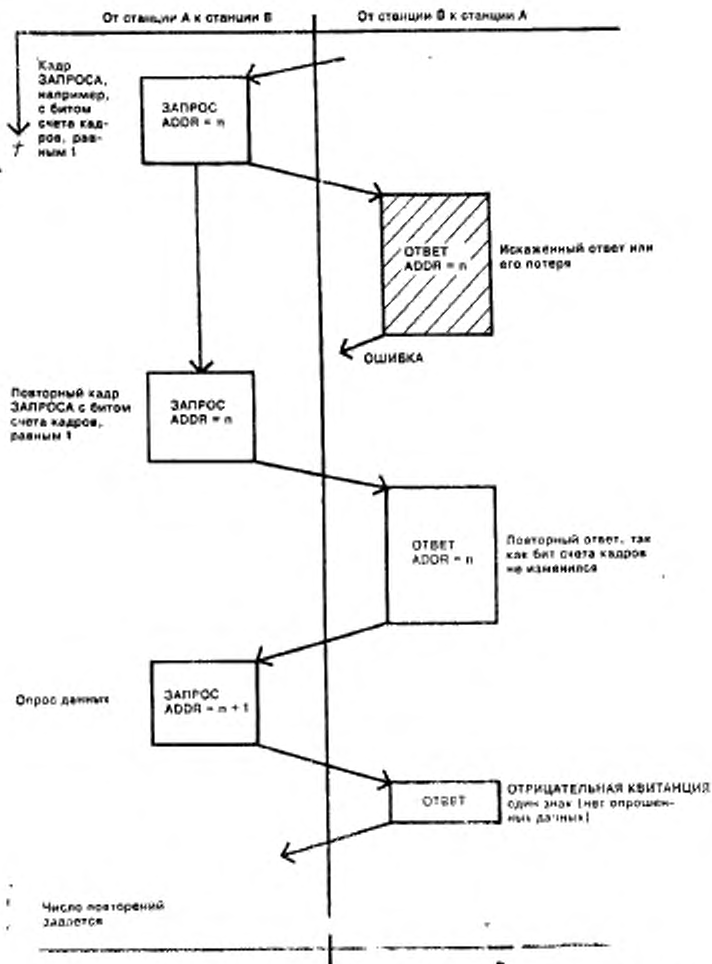 От станции А к станции В
От станции В к станции А
Кадр
ЗАПРОСА,
например,
с битом
счета кад-
ров, рав-
ным 1
t
ЗАПРОС
ADDR = n
ОТВЕТ
ADDR = n
Искаженный ответ или
его потеря
ОШИБКА
Повторный кадр
ЗАПРОСА с битом
счета кадров,
равным 1
ЗАПРОС
ADDR = n
ОТВЕТ
ADDR = n
Повторный ответ, так
как бит счета кадров
не изменился
Опрос данных
ЗАПРОС
ADDR = n + 1
ОТВЕТ
ОТРИЦАТЕЛЬНАЯ КВИТАНЦИЯ
один знак (нет опрошен-
ных данных)
Число повторений
задается